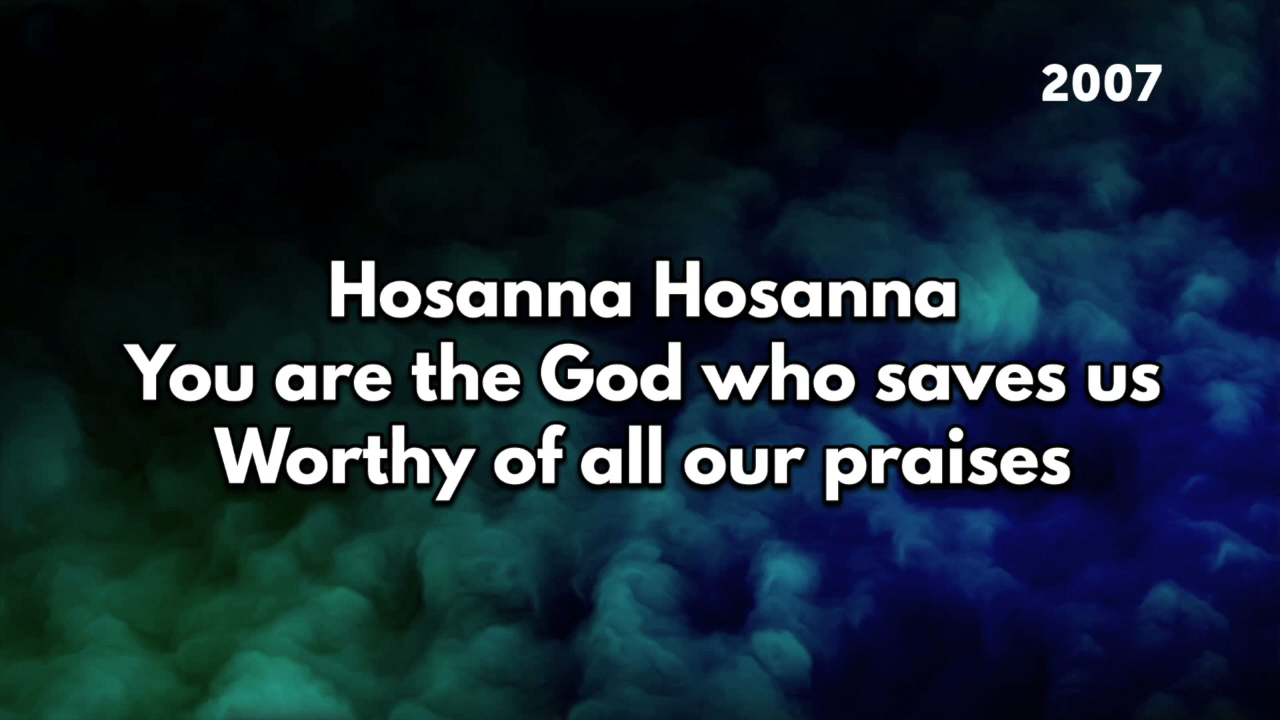 2007
Hosanna Hosanna
You are the God who saves us
Worthy of all our praises